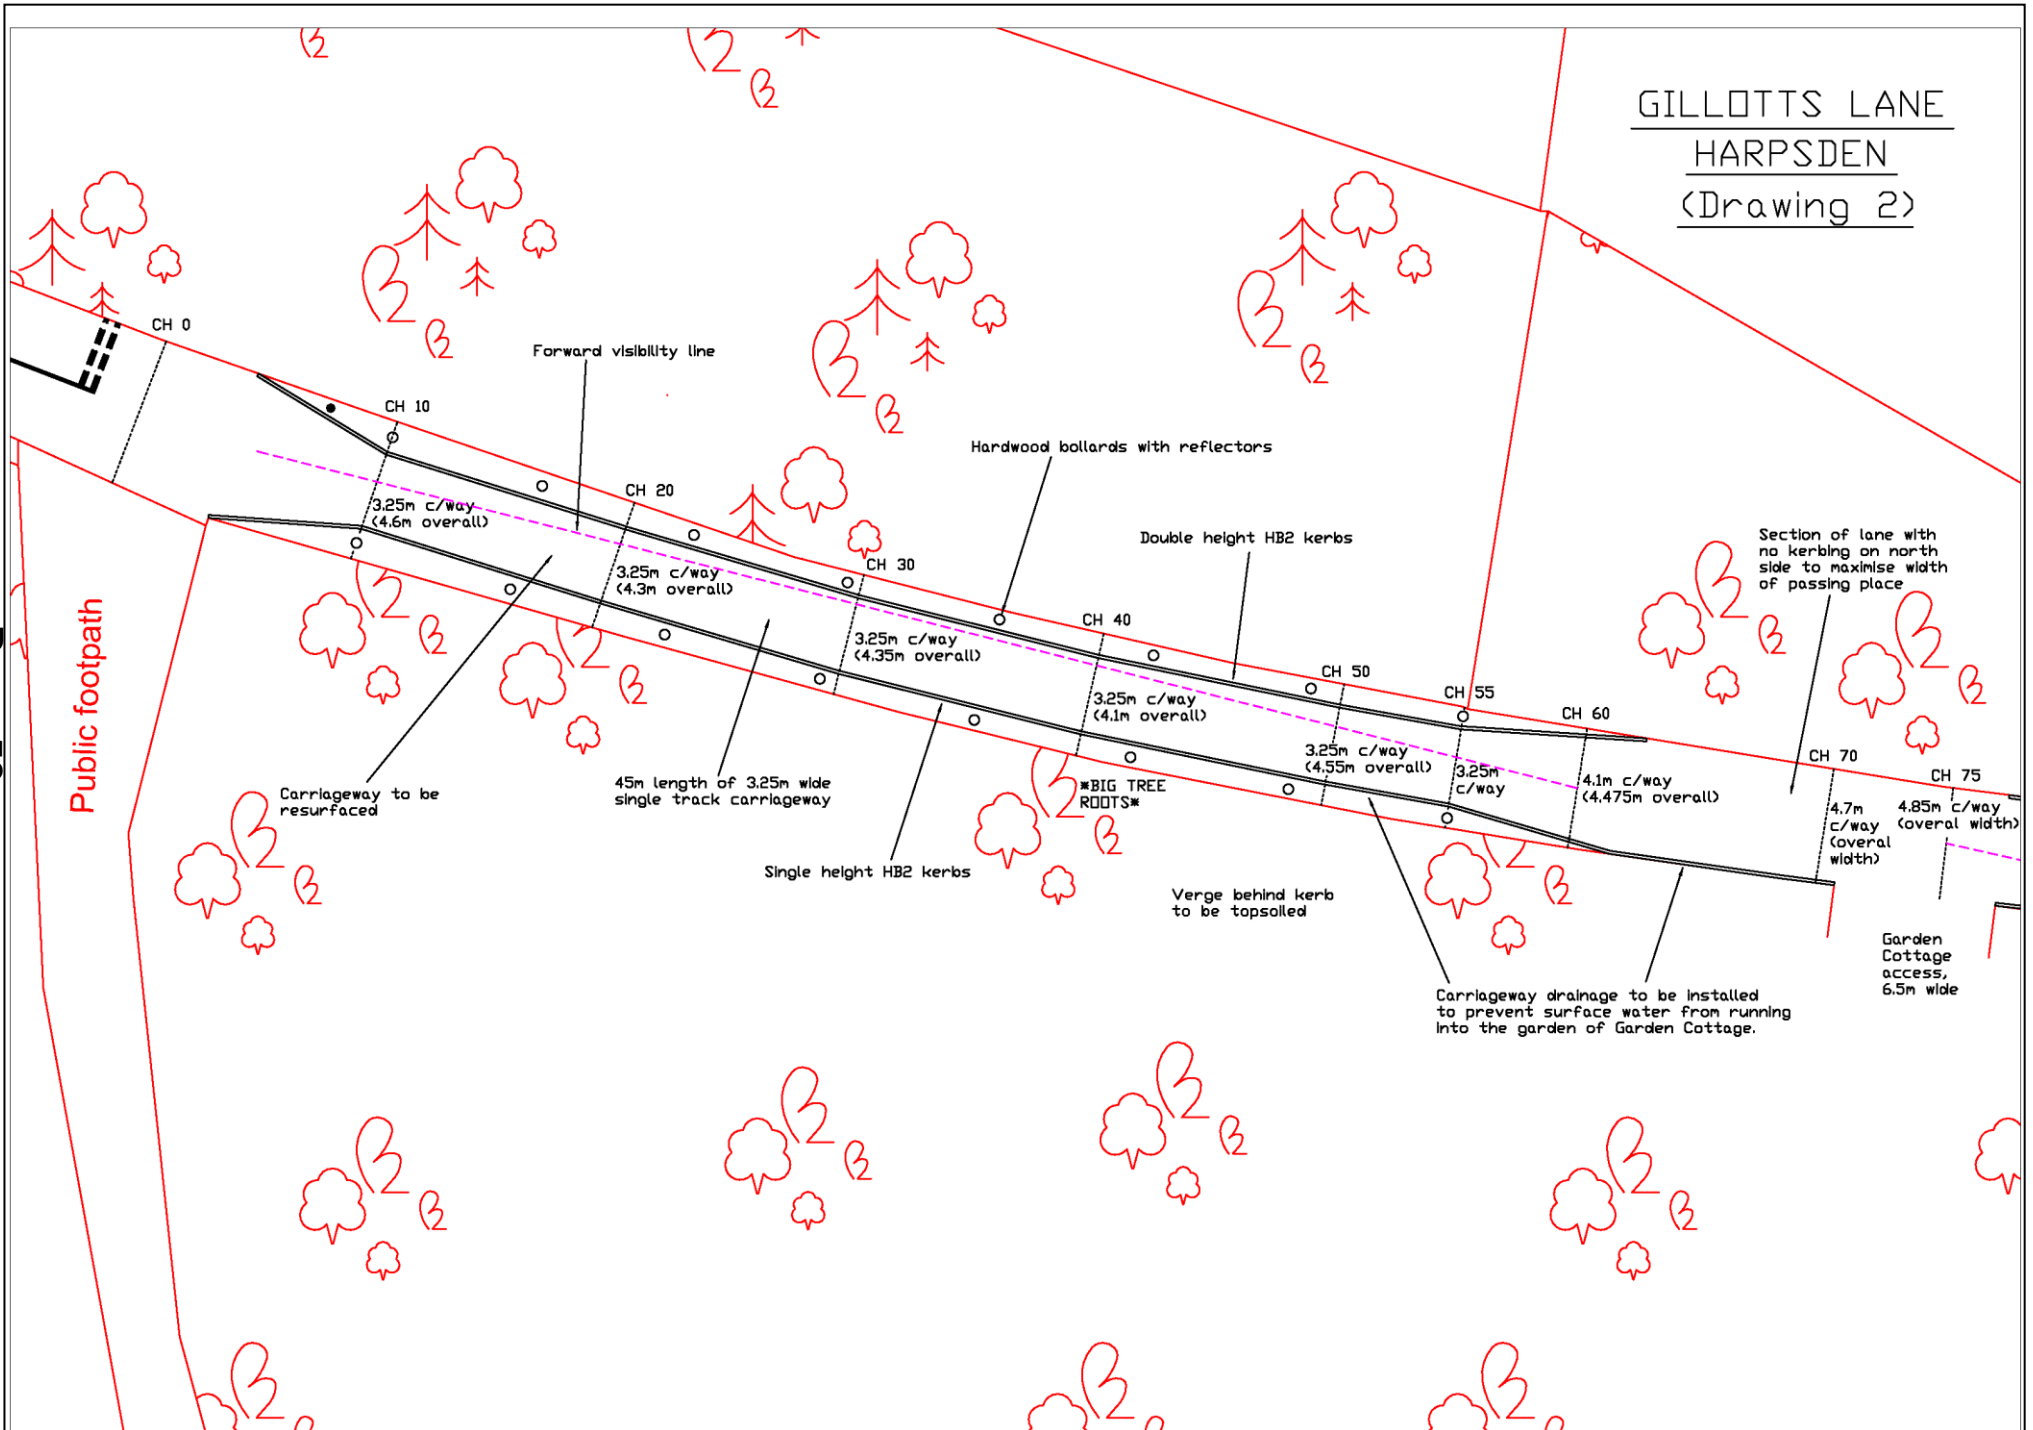 GILLOTTS LANE
HARPSDEN
(Drawing 2)
CH 0
Forward visibility line
CH 10
Hardwood bollards with reflectors
CH 20
3.25m c/way
(4.6m overall)
Double height HB2 kerbs
Section of lane with
no kerbing on north
side to maximise width
of passing place
CH 30
3.25m c/way
(4.3m overall)
CH 40
3.25m c/way
(4.35m overall)
CH 50
CH 55
3.25m c/way
(4.1m overall)
CH 60
Public footpath
3.25m c/way
(4.55m overall)
3.25m
c/way
CH 70
CH 75
4.1m c/way
(4.475m overall)
Carriageway to be
resurfaced
45m length of 3.25m wide
single track carriageway
*BIG TREE
ROOTS*
4.7m
c/way
(overal
width)
4.85m c/way
(overal width)
Single height HB2 kerbs
Verge behind kerb
to be topsoiled
Garden
Cottage
access,
6.5m wide
Carriageway drainage to be installed
to prevent surface water from running
into the garden of Garden Cottage.